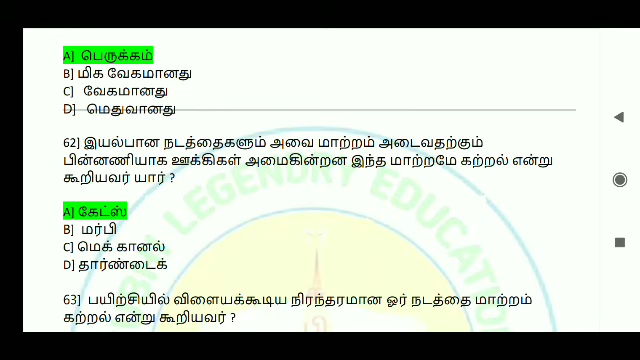 A] பெருக்கம்
B] மிக வேகமானது
C] வேகமானது
D] மெதுவானது
62] இயல்பான நடத்தைகளும் அவை மாற்றம் அடைவதற்கும்
பின்னணியாக ஊக்கிகள் அமைகின்றன இந்த மாற்றமே கற்றல் என்று
கூறியவர் யார் ?
A] கேட்ஸ்
B] மர்பி
C] மெக் கானல்
D] தார்ண்டைக்
63] பயிற்சியில் விளையக்கூடிய நிரந்தரமான ஓர் நடத்தை மாற்றம்
கற்றல் என்று கூறியவர் ?
LEGENDRY EDUCATION